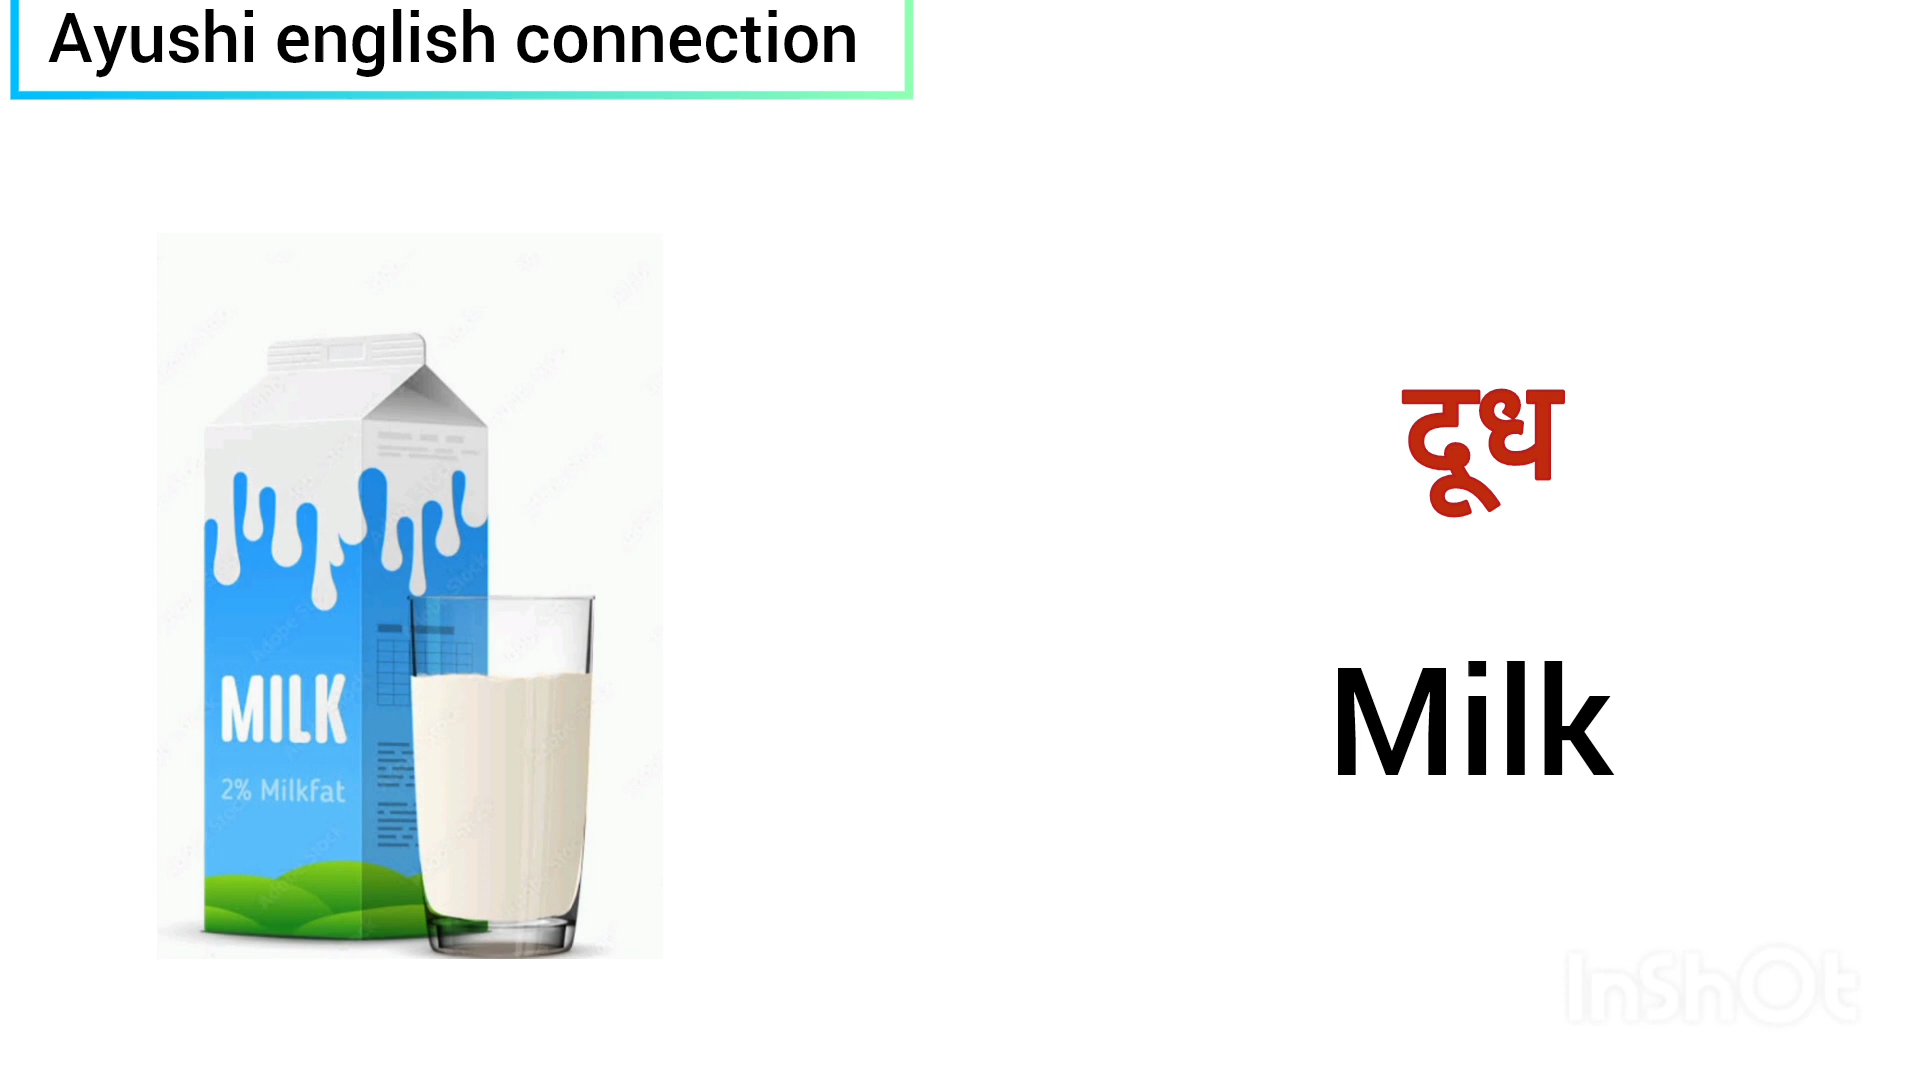 Ayushi english connection
MILK
2% Milkfat
दूध
Milk
InShOt